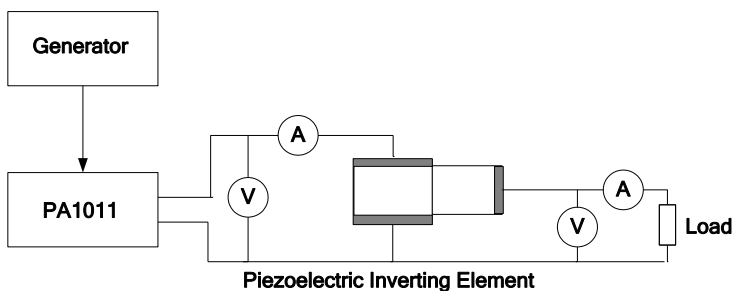 Generator
PA1011
A
V
A
V
Load
Piezoelectric Inverting Element